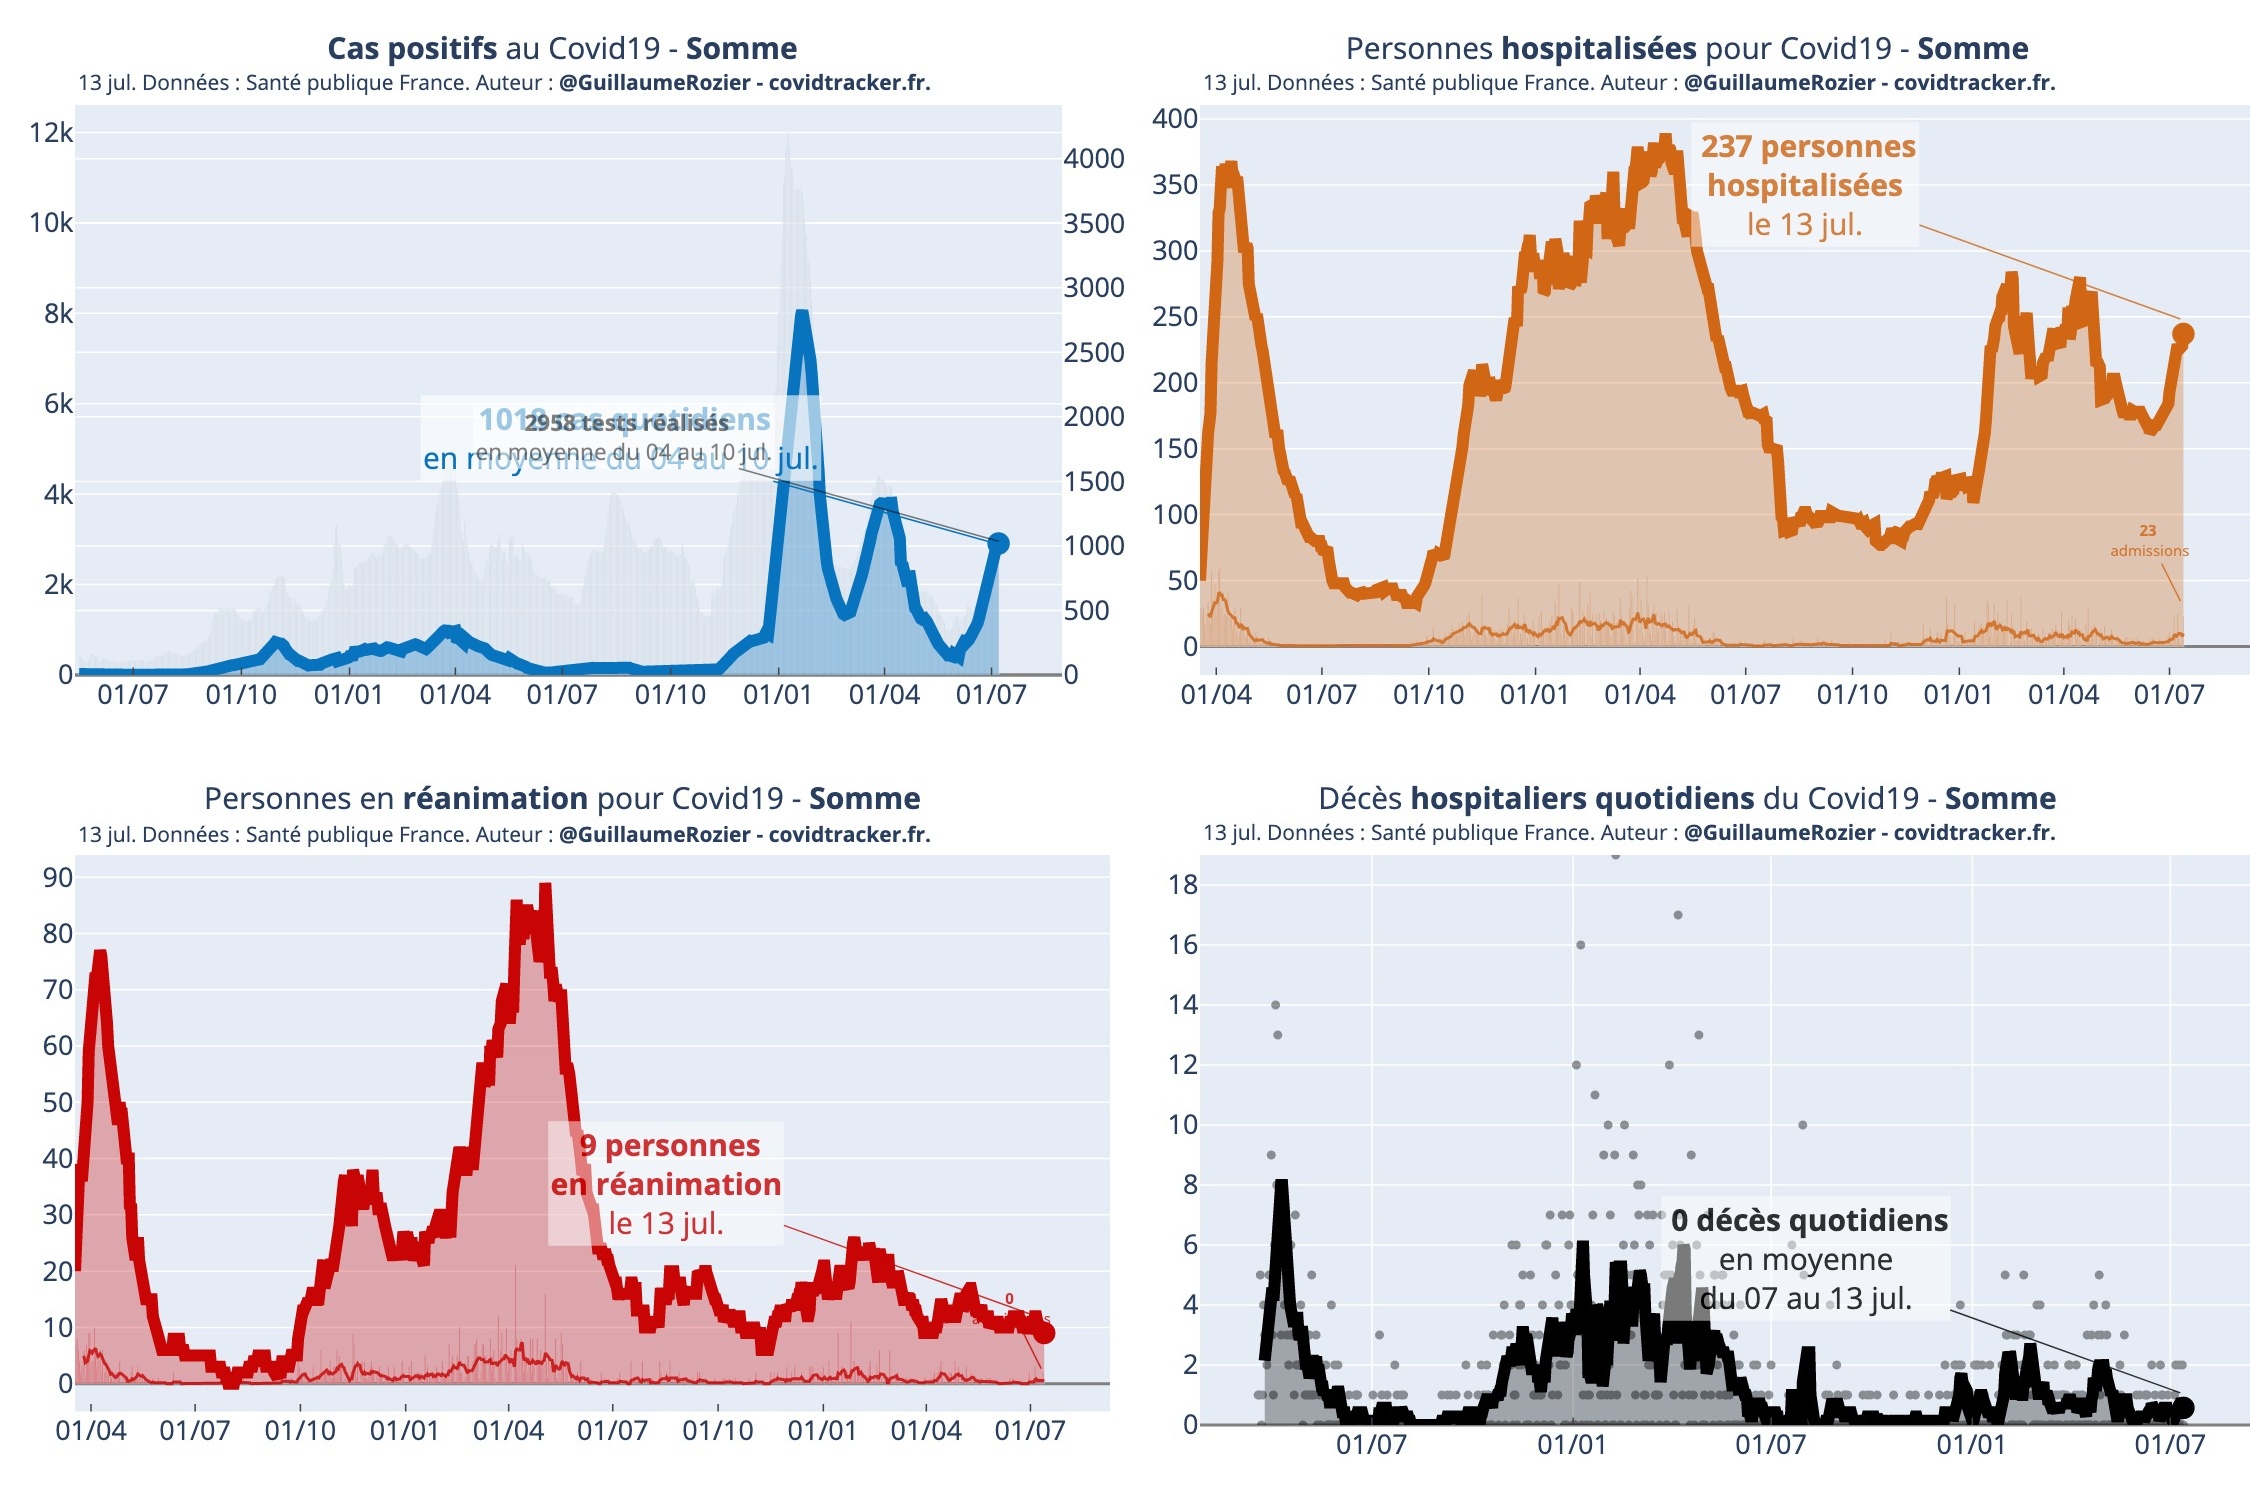 Cas positifs au Covid19 - Somme
13 jul. Données : Santé publique France. Auteur : @GuillaumeRozier - covidtracker.fr.
12k
10k
8k
6k
4k
2k
0
4000
3500
3000
2500
2000
1500
1000
500
0
cas quotidiens
2958 tests réalisés
en moyenne du 04 au 10 jul.
en moyenne du 04 au 10 jul.
01/07 01/10 01/01 01/04 01/07 01/10 01/01 01/04 01/07
Personnes hospitalisées pour Covid19 - Somme
13 jul. Données : Santé publique France. Auteur : @GuillaumeRozier - covidtracker.fr.
400
350
300
250
200
150
100
50
0
237 personnes
hospitalisées
le 13 jul.
23
admissions
01/04 01/07 01/10 01/01 01/04 01/07 01/10 01/01 01/04 01/07
Personnes en réanimation pour Covid19 - Somme
13 jul. Données : Santé publique France. Auteur : @GuillaumeRozier - covidtracker.fr.
90
80
70
60
50
40
30
20
10
0
9 personnes
en réanimation
le 13 jul.
0
01/04 01/07 01/10 01/01 01/04 01/07 01/10 01/01 01/04 01/07
Décès hospitaliers quotidiens du Covid19 - Somme
13 jul. Données : Santé publique France. Auteur : @GuillaumeRozier - covidtracker.fr.
18
16
14
12
10
8
6
4
2
0
0 décès quotidiens
en moyenne
du 07 au 13 jul.
01/07 01/01 01/07 01/01 01/07